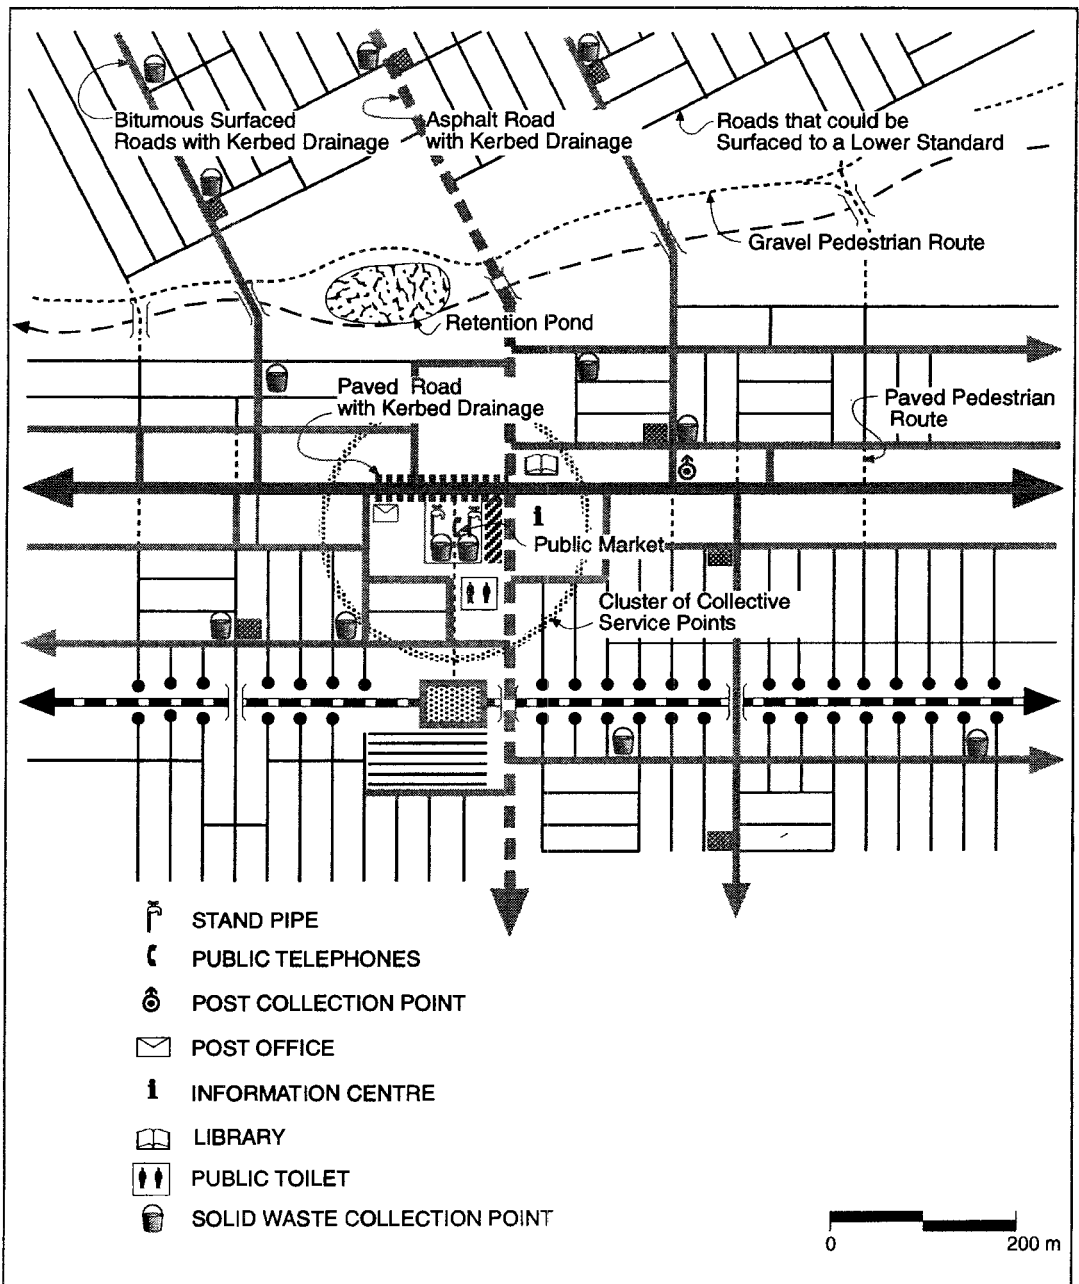 Bitumous Surfaced
Roads with Kerbed Drainage
Asphalt Road
with Kerbed Drainage
Roads that could be
Surfaced to a Lower Standard
Gravel Pedestrian Route
Retention Pond
Paved Road
with Kerbed Drainage
Paved Pedestrian
Route
i
Public Market
Cluster of Collective
Service Points
STAND PIPE
PUBLIC TELEPHONES
POST COLLECTION POINT
POST OFFICE
i INFORMATION CENTRE
LIBRARY
PUBLIC TOILET
SOLID WASTE COLLECTION POINT
0 200 m